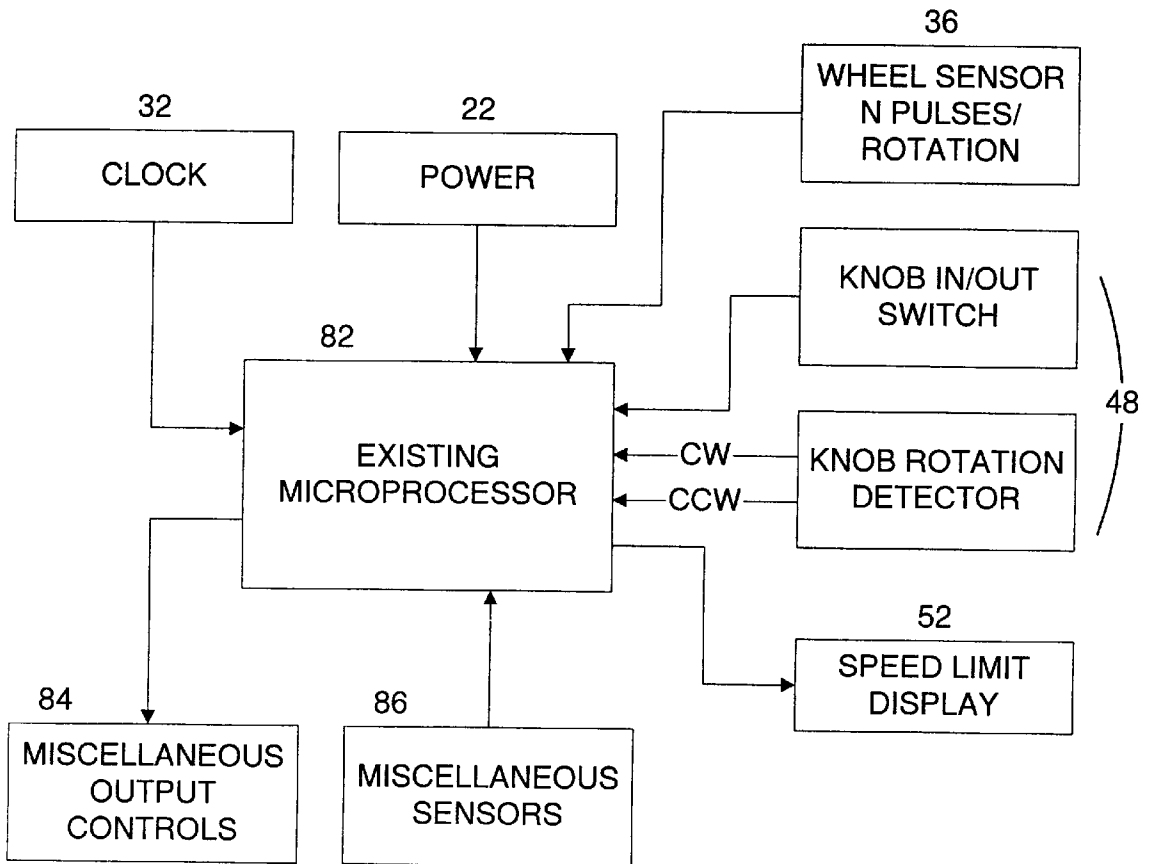 36
WHEEL SENSOR
N PULSES/
ROTATION
32
CLOCK
22
POWER
KNOB IN/OUT
SWITCH
48
82
EXISTING
MICROPROCESSOR
CW
CCW
KNOB ROTATION
DETECTOR
52
SPEED LIMIT
DISPLAY
84
MISCELLANEOUS
OUTPUT
CONTROLS
86
MISCELLANEOUS
SENSORS